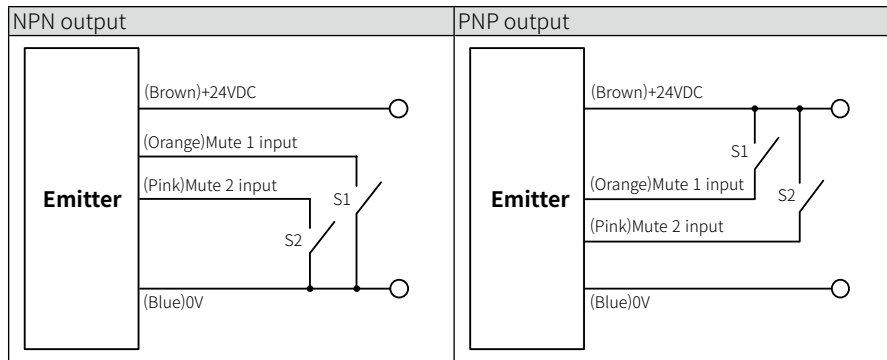 NPN output
(Brown)+24VDC
(Orange)Mute 1 input
(Pink)Mute 2 input
S1
Emitter
S2
(Blue)0V
PNP output
(Brown)+24VDC
S1
(Orange)Mute 1 input
S2
Emitter
(Pink)Mute 2 input
(Blue)0V